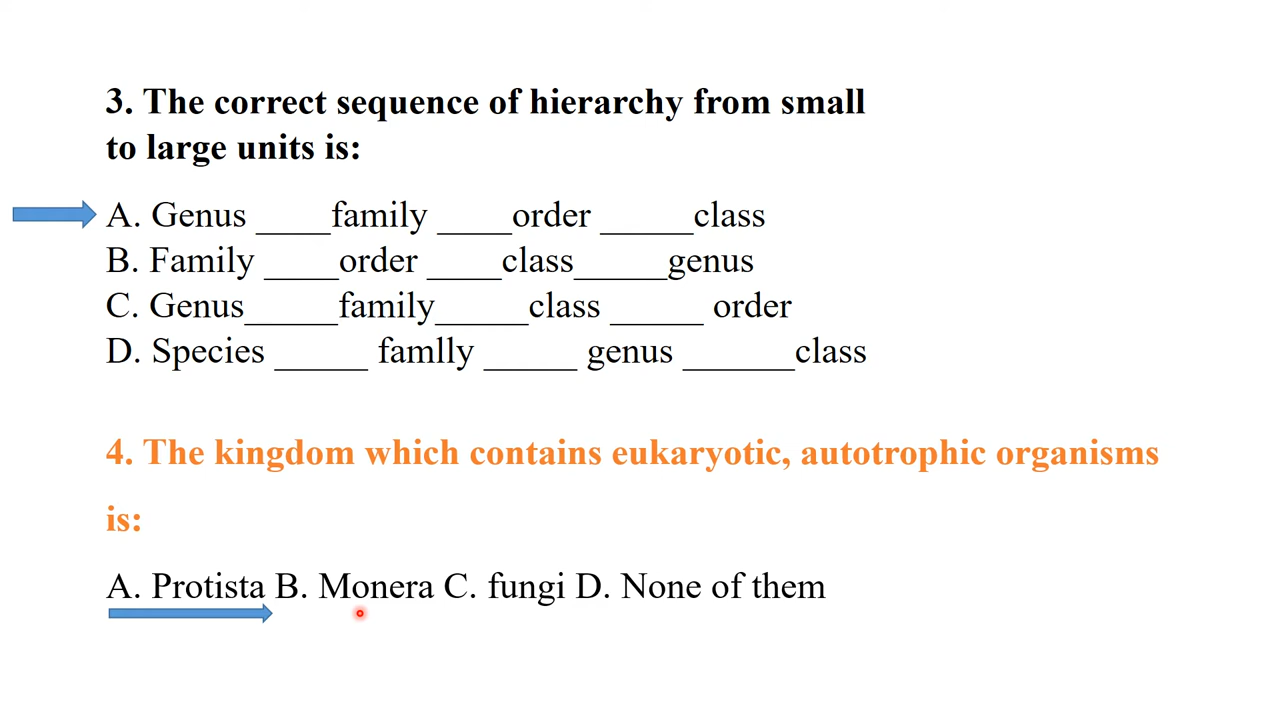 3. The correct sequence of hierarchy from small
to large units is:
A. Genus ____family ____order _____class
B. Family ____order ____class_____genus
C. Genus_____family_____class _____ order
D. Species _____ famlly _____ genus ______class
4. The kingdom which contains eukaryotic, autotrophic organisms
is:
A. Protista B. Monera C. fungi D. None of them